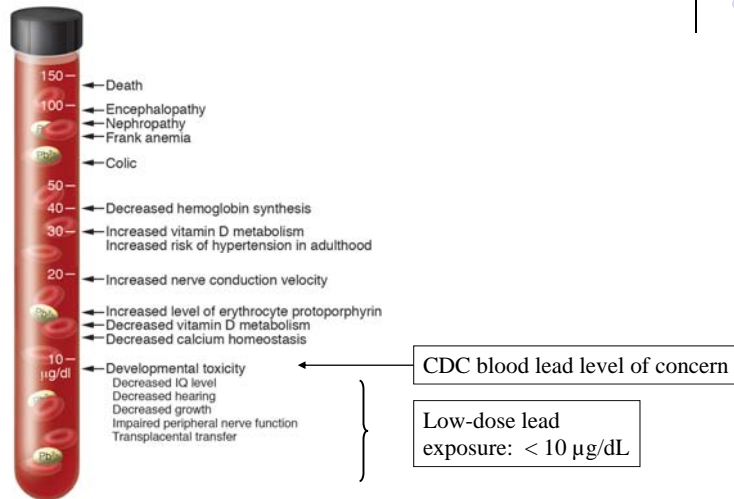 150
Death
100
Encephalopathy
Nephropathy
Frank anemia
Colic
50
40
Decreased hemoglobin synthesis
30
Increased vitamin D metabolism
Increased risk of hypertension in adulthood
20
Increased nerve conduction velocity
Increased level of erythrocyte protoporphyrin
Decreased vitamin D metabolism
Decreased calcium homeostasis
10
µg/dl
Developmental toxicity
Decreased IQ level
Decreased hearing
Decreased growth
Impaired peripheral nerve function
Transplacental transfer
CDC blood lead level of concern
Low-dose lead
exposure: < 10 µg/dL